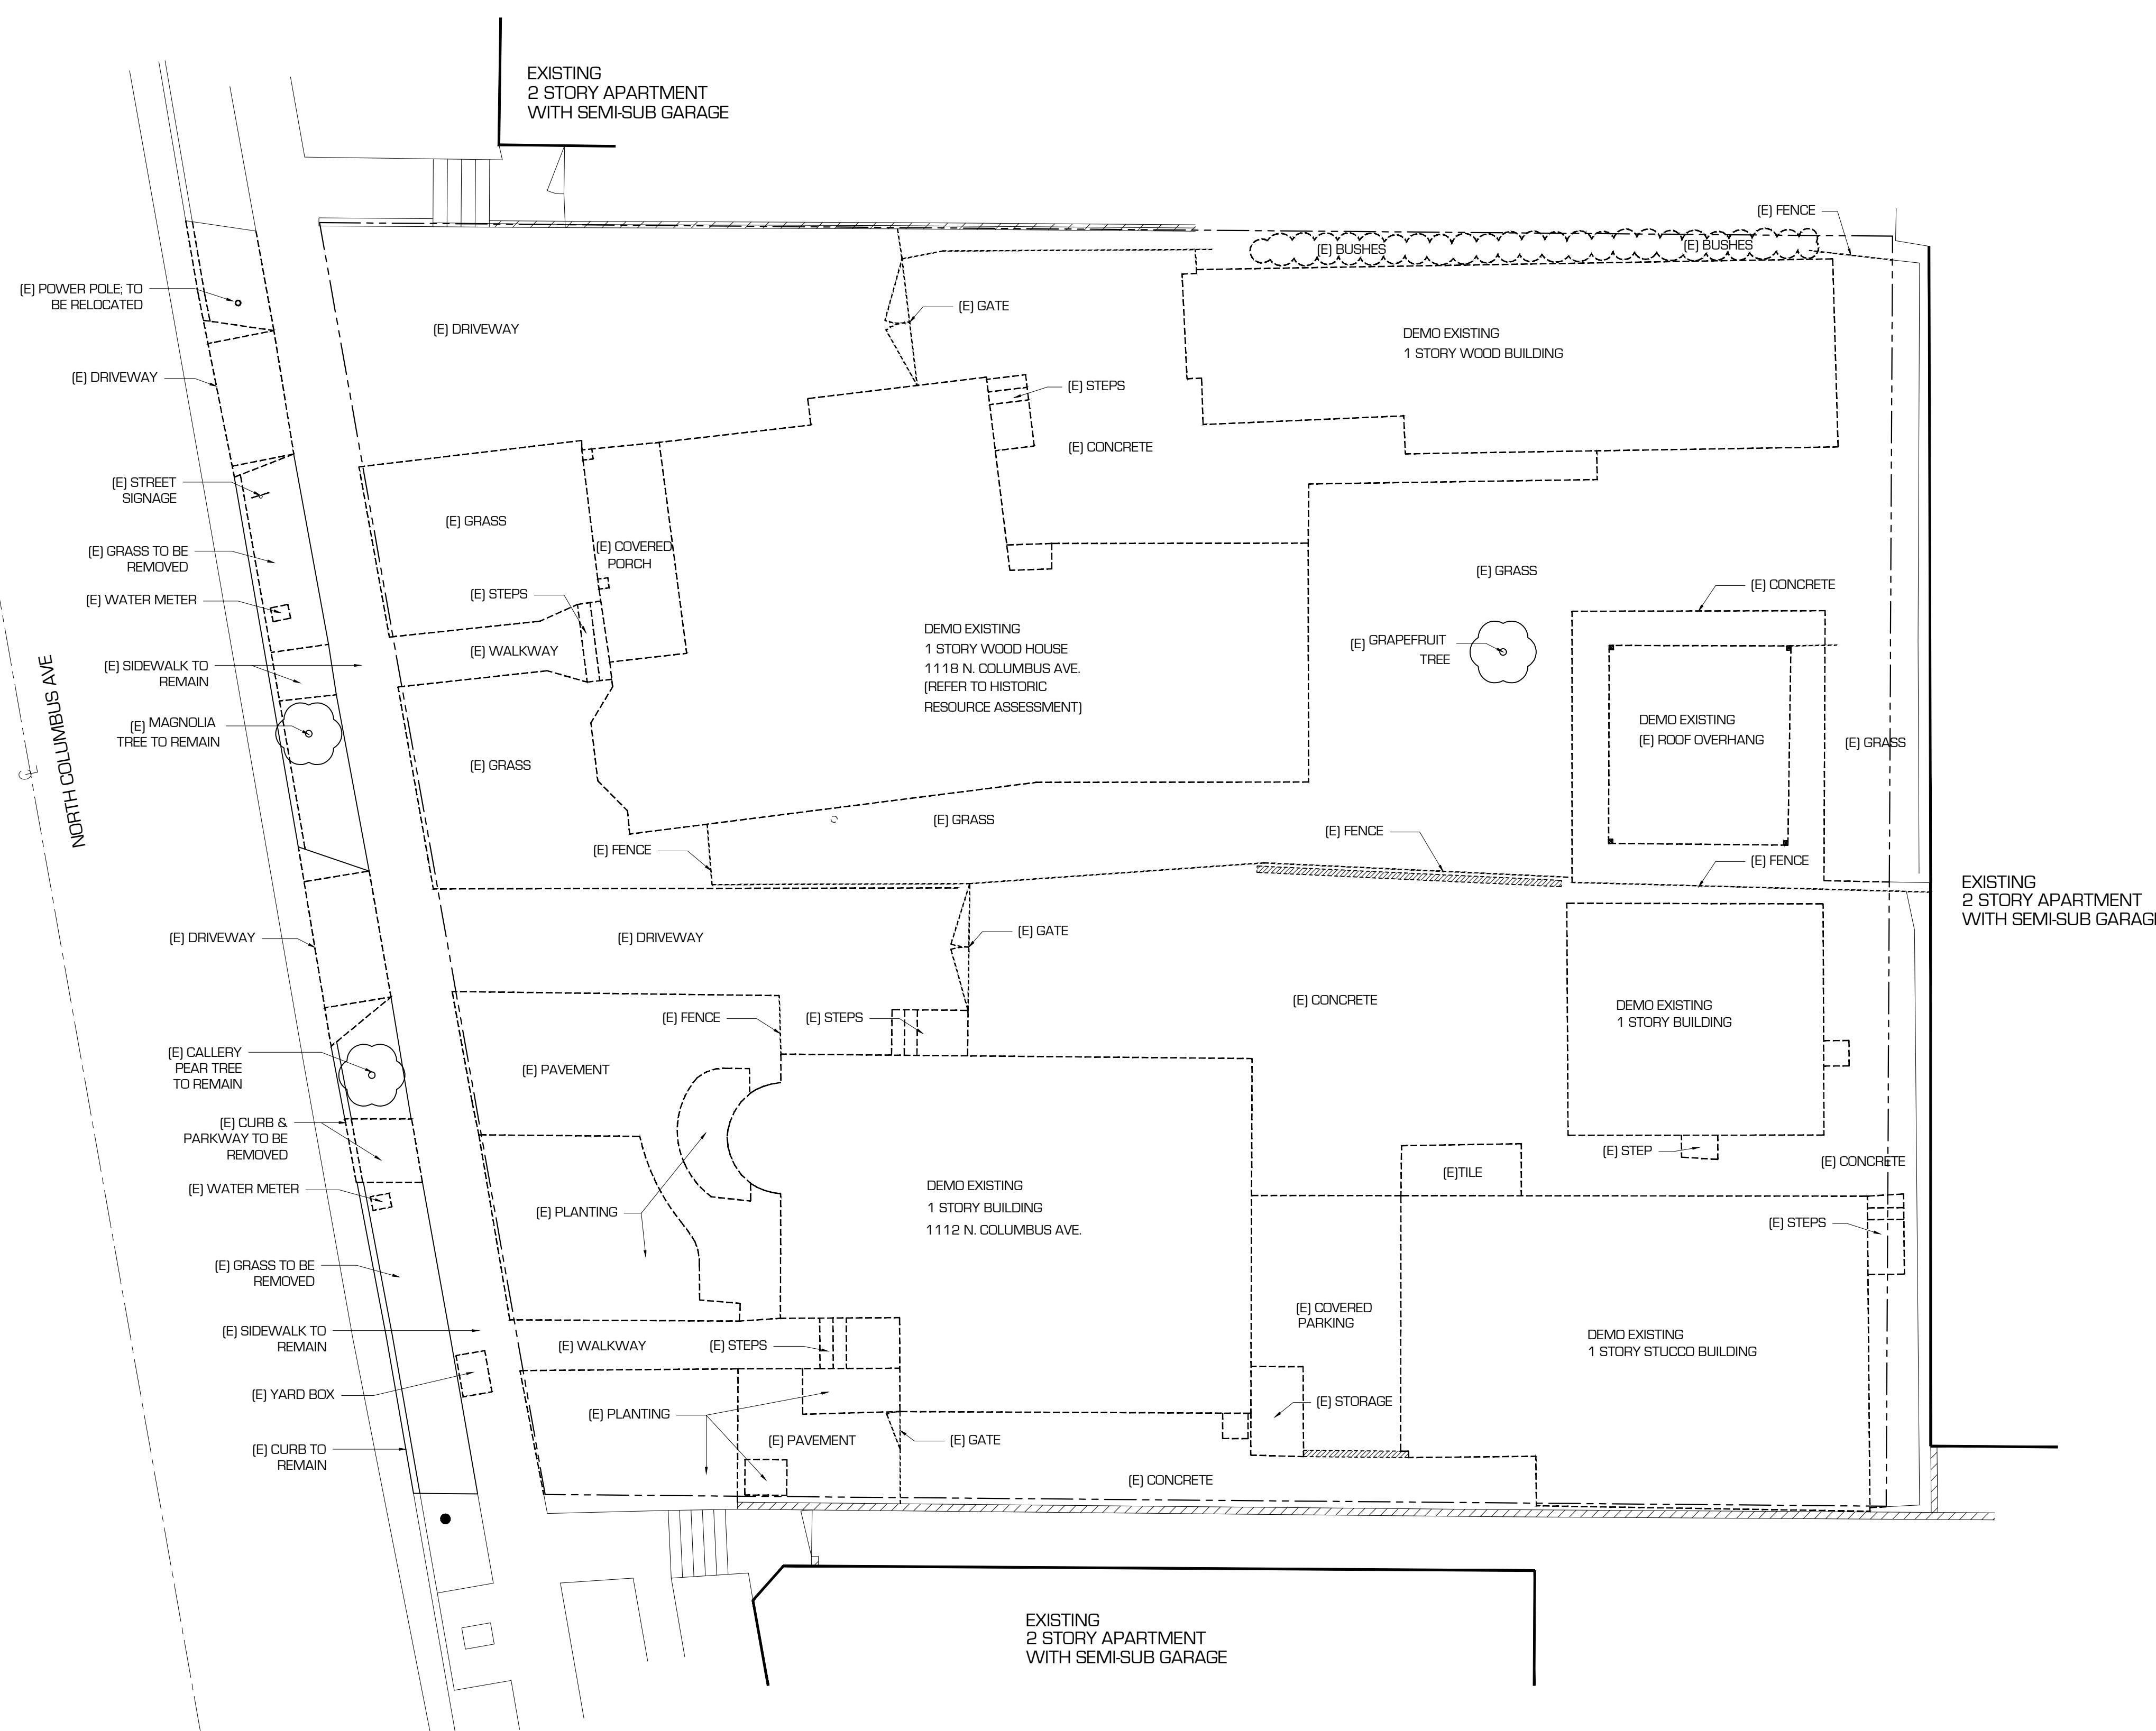 EXISTING
2 STORY APARTMENT
WITH SEMI-SUB GARAGE
(E) FENCE
(E) BUSHES
(E) BUSHES
(E) POWER POLE; TO
BE RELOCATED
(E) GATE
(E) DRIVEWAY
DEMO EXISTING
1 STORY WOOD BUILDING
(E) DRIVEWAY
(E) STEPS
(E) CONCRETE
(E) STREET
SIGNAGE
(E) GRASS
(E) GRASS TO BE
REMOVED
(E) COVERED
PORCH
(E) GRASS
(E) CONCRETE
(E) STEPS
(E) WATER METER
DEMO EXISTING
1 STORY WOOD HOUSE
1118 N. COLUMBUS AVE.
(REFER TO HISTORIC
RESOURCE ASSESSMENT)
(E) GRAPEFRUIT
TREE
(E) WALKWAY
(E) SIDEWALK TO
REMAIN
NORTH COLUMBUS AVE
(E) MAGNOLIA
TREE TO REMAIN
DEMO EXISTING
(E) ROOF OVERHANG
(E) GRASS
(E) GRASS
(E) GRASS
(E) FENCE
(E) FENCE
(E) FENCE
EXISTING
2 STORY APARTMENT
WITH SEMI-SUB GARAG
(E) DRIVEWAY
(E) DRIVEWAY
(E) GATE
(E) CONCRETE
DEMO EXISTING
1 STORY BUILDING
(E) FENCE
(E) STEPS
(E) CALLERY
PEAR TREE
TO REMAIN
(E) PAVEMENT
(E) CURB &
PARKWAY TO BE
REMOVED
(E) STEP
(E) CONCRETE
(E)TILE
(E) WATER METER
DEMO EXISTING
1 STORY BUILDING
1112 N. COLUMBUS AVE.
(E) PLANTING
(E) STEPS
(E) GRASS TO BE
REMOVED
(E) COVERED
PARKING
(E) SIDEWALK TO
REMAIN
(E) WALKWAY
(E) STEPS
DEMO EXISTING
1 STORY STUCCO BUILDING
(E) YARD BOX
(E) STORAGE
(E) PLANTING
(E) PAVEMENT
(E) GATE
(E) CURB TO
REMAIN
(E) CONCRETE
EXISTING
2 STORY APARTMENT
WITH SEMI-SUB GARAGE